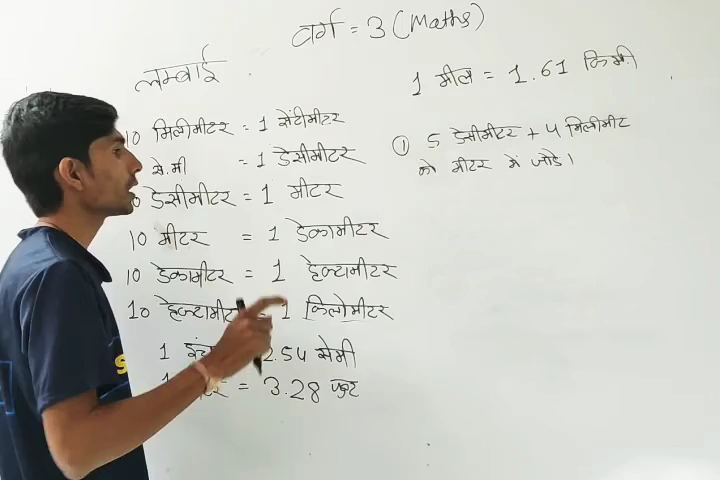 वर्ग = 3 (Maths)
लम्बाई
10 मिलीमीटर = 1 सेंटीमीटर
से.मी = 1 डेसीमीटर
डेसीमीटर = 1 मीटर
10 मीटर = 1 डेकामीटर
10 डेकामीटर = 1 हेक्टामीटर
10 हेक्टामीटर = 1 किलोमीटर
1 2.54 सेमी
= 3.28 फुट
1 मील = 1.61 कि.मी.
① 5 डेसीमीटर + 4 मिलीमीट
को मीटर में जोड़े।